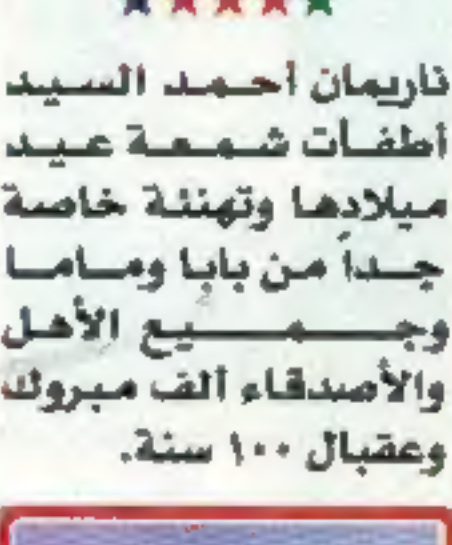 ناريمان أحمد السيد
أطفأت شمعة عيد
ميلادها وتهنئة خاصة
جداً من بابا وماما
وجميع الأهل
والأصدقاء ألف مبروك
وعقبال ١٠٠ سنة.